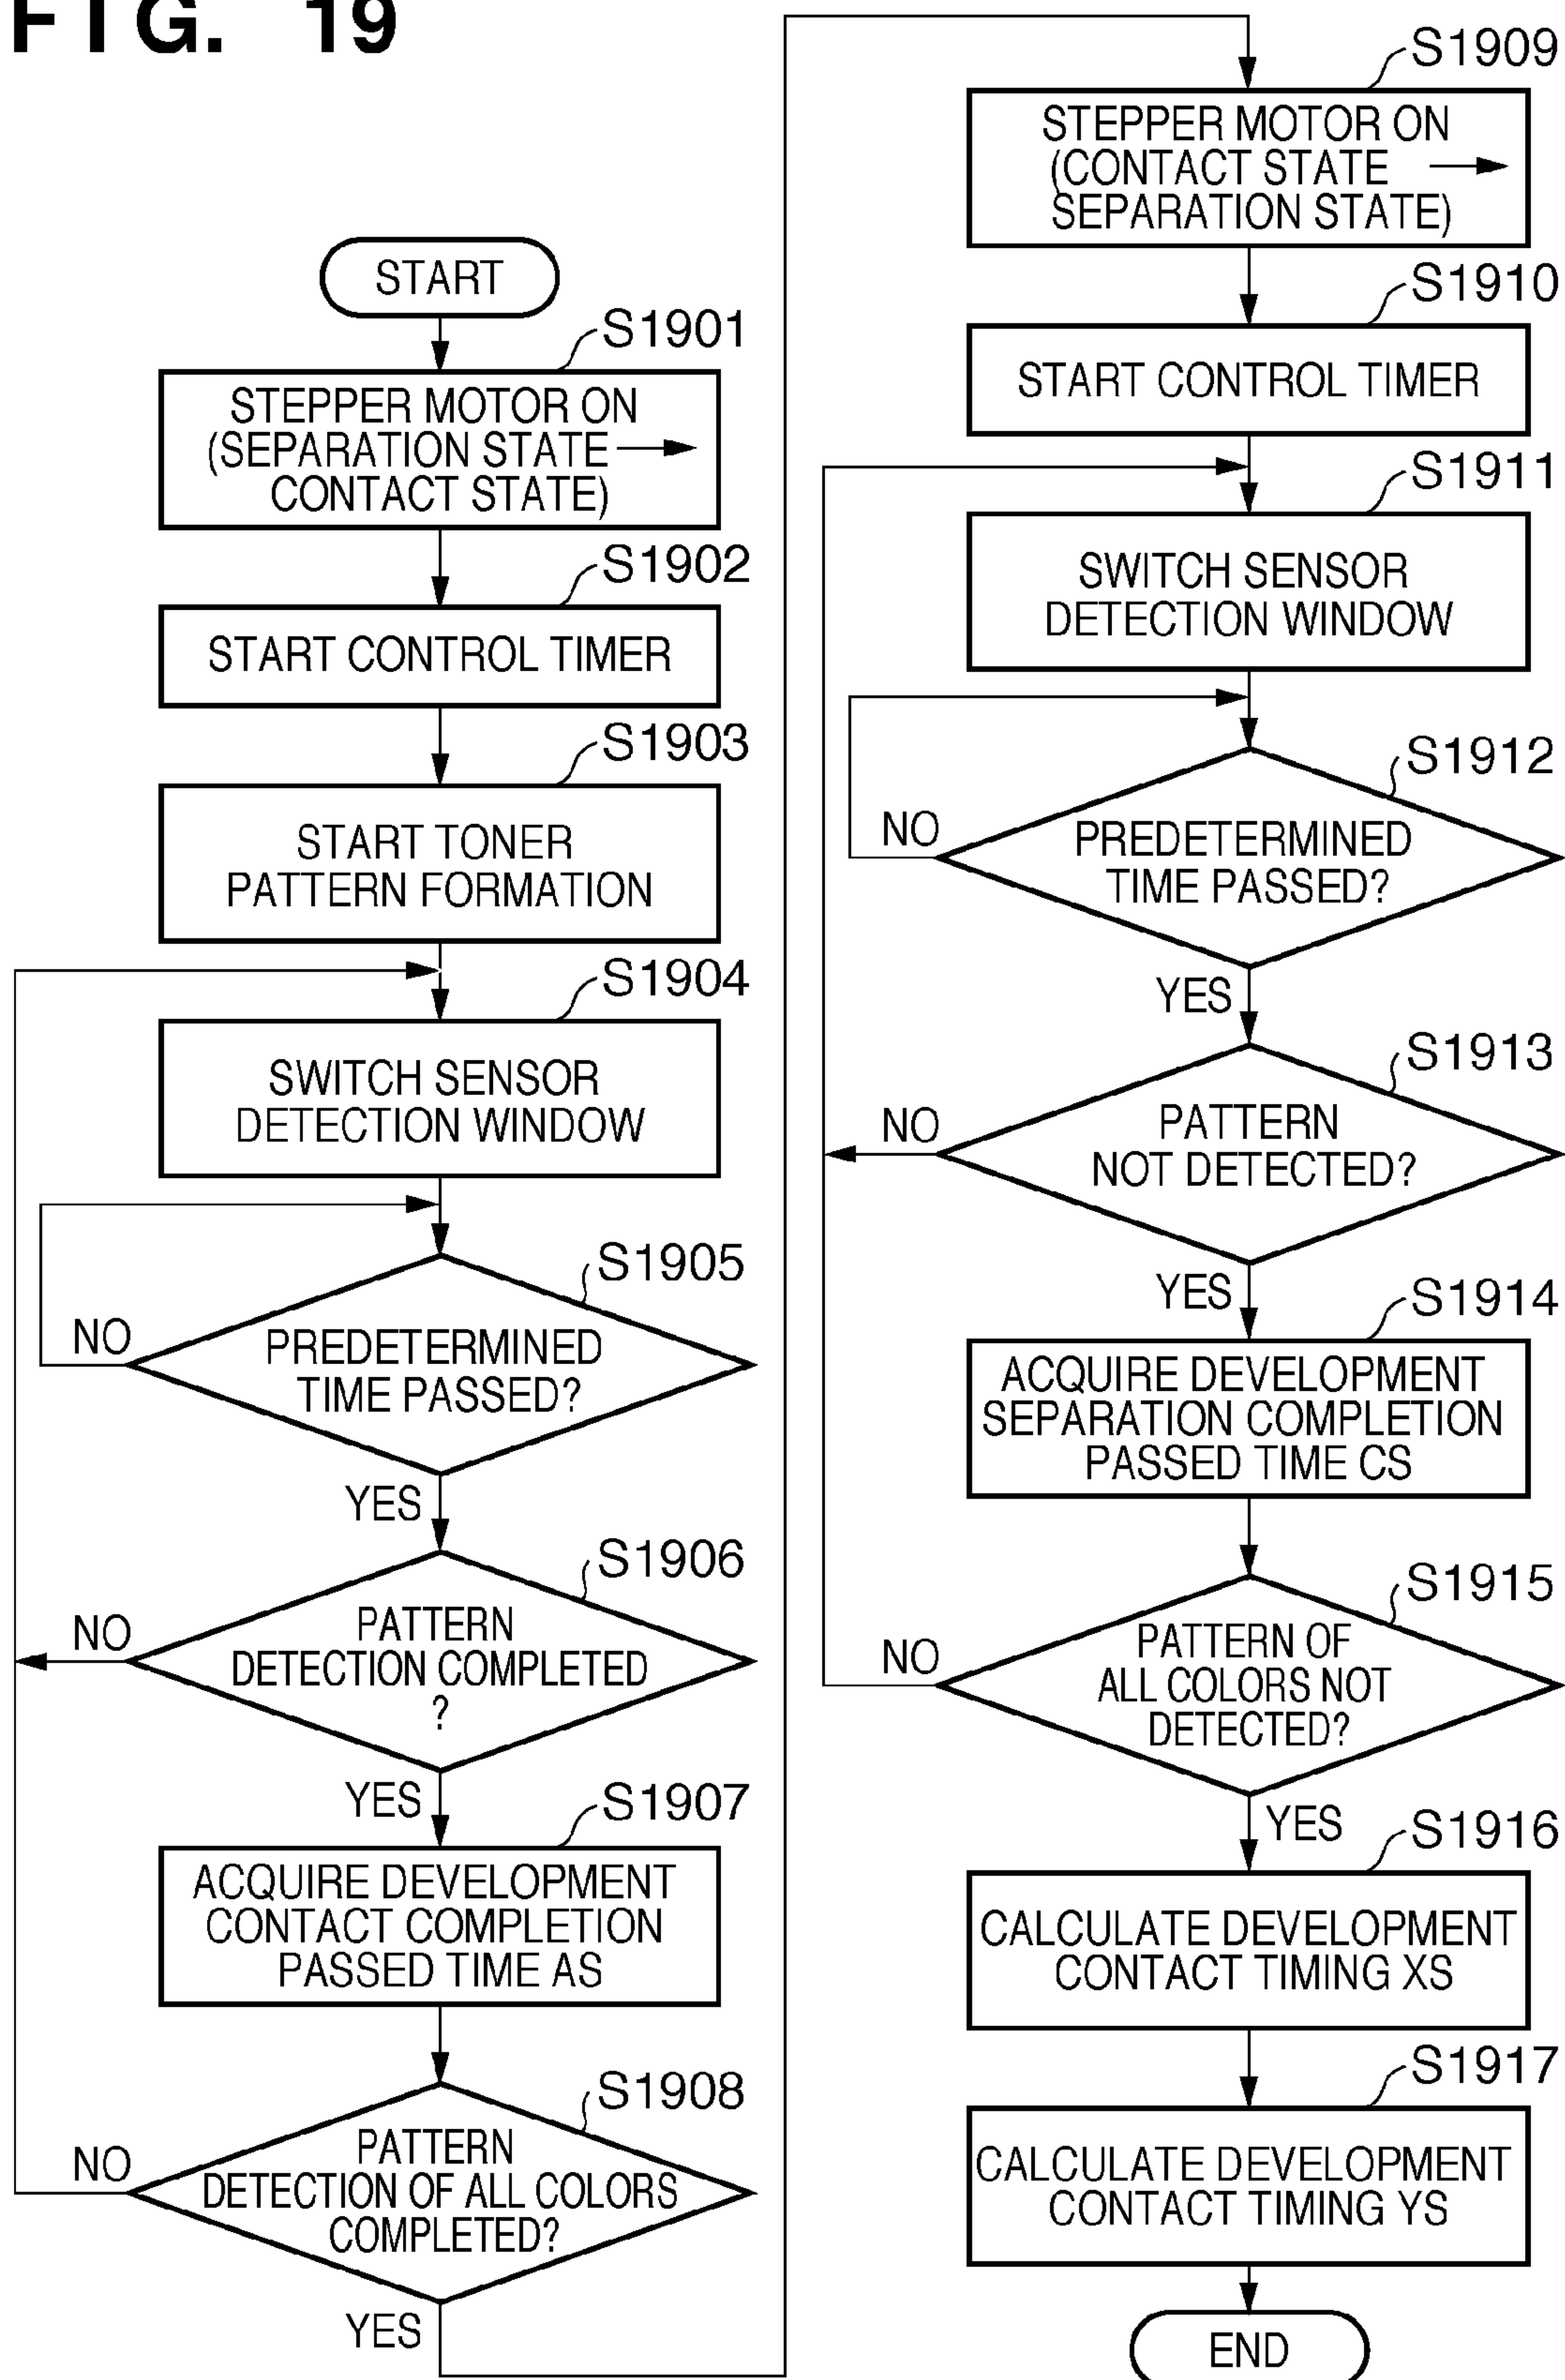 FIG. 19
START
S1901
STEPPER MOTOR ON
(SEPARATION STATE →
CONTACT STATE)
S1902
START CONTROL TIMER
S1903
START TONER
PATTERN FORMATION
S1904
SWITCH SENSOR
DETECTION WINDOW
S1905
NO
PREDETERMINED
TIME PASSED?
YES
S1906
NO
PATTERN
DETECTION COMPLETED
?
YES
S1907
ACQUIRE DEVELOPMENT
CONTACT COMPLETION
PASSED TIME AS
S1908
NO
PATTERN
DETECTION OF ALL COLORS
COMPLETED?
YES
S1909
STEPPER MOTOR ON
(CONTACT STATE →
SEPARATION STATE)
S1910
START CONTROL TIMER
S1911
SWITCH SENSOR
DETECTION WINDOW
S1912
NO
PREDETERMINED
TIME PASSED?
YES
S1913
NO
PATTERN
NOT DETECTED?
YES
S1914
ACQUIRE DEVELOPMENT
SEPARATION COMPLETION
PASSED TIME CS
S1915
NO
PATTERN OF
ALL COLORS NOT
DETECTED?
YES
S1916
CALCULATE DEVELOPMENT
CONTACT TIMING XS
S1917
CALCULATE DEVELOPMENT
CONTACT TIMING YS
END